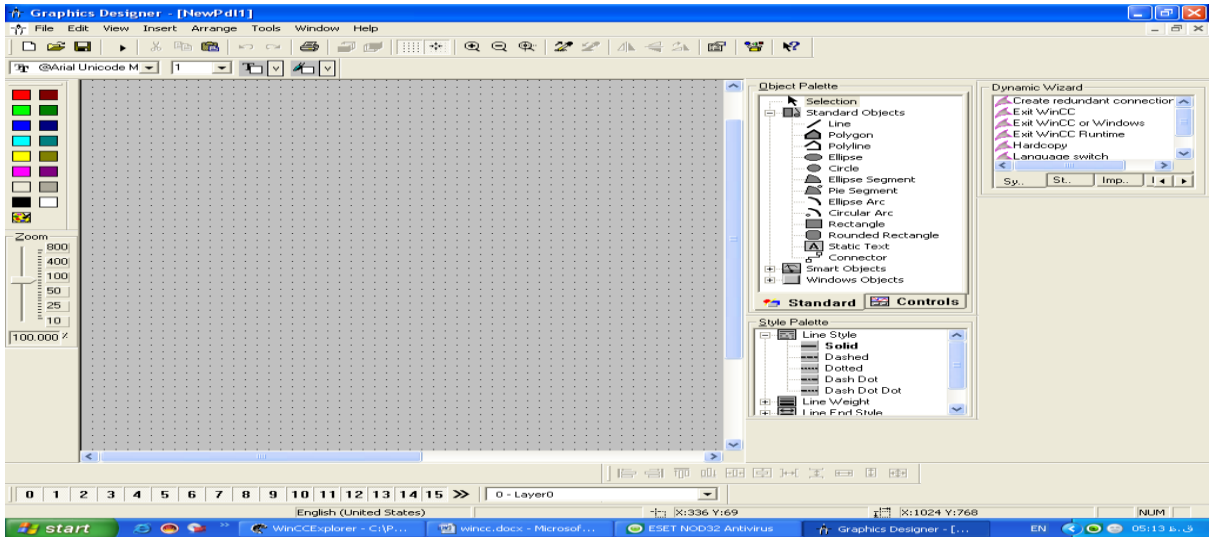 Graphics Designer - [NewPdl1]
File Edit View Insert Arrange Tools Window Help
@Arial Unicode M 1
Zoom
800
400
100
50
25
10
100.000 %
Object Palette
Selection
Standard Objects
Line
Polygon
Polyline
Ellipse
Circle
Ellipse Segment
Pie Segment
Ellipse Arc
Circular Arc
Rectangle
Rounded Rectangle
A Static Text
Connector
Smart Objects
Windows Objects
Standard Controls
Style Palette
Line Style
Solid
Dashed
Dotted
Dash Dot
Dash Dot Dot
Line Weight
Line End Style
Dynamic Wizard
Create redundant connection
Exit WinCC
Exit WinCC or Windows
Exit WinCC Runtime
Hardcopy
Language switch
Sy.. St.. Imp..
0 1 2 3 4 5 6 7 8 9 10 11 12 13 14 15 0 - Layer0
English (United States) X:336 Y:69 X:1024 Y:768 NUM
start WinCCExplorer - C:\P... wincc.docx - Microsof... ESET NOD32 Antivirus Graphics Designer - [... EN 05:13 ق.ظ